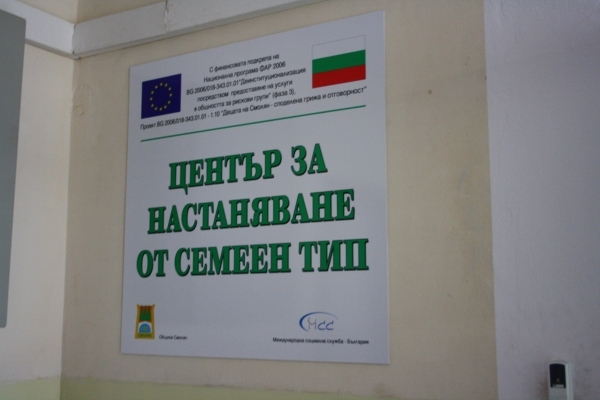 С финансовата подкрепа на
Национална програма ФАР 2006
BG 2006/018-343.01.01"Деинституционализация
посредством предоставяне на услуги
в общността за рискови групи" (фаза 3),
Проект BG 2006/018-343.01.01 - 1.10 "Децата на Смолян - споделена грижа и отговорност"
ЦЕНТЪР ЗА
НАСТАНЯВАНЕ
ОТ СЕМЕЕН ТИП
Община Смолян
Международна социална служба - България